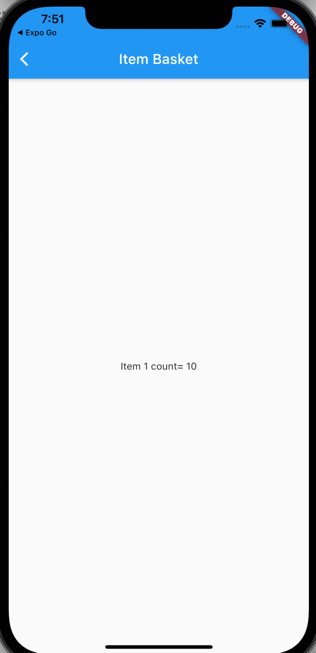 7:51
DEBUG
◀ Expo Go
Item Basket
Item 1 count= 10